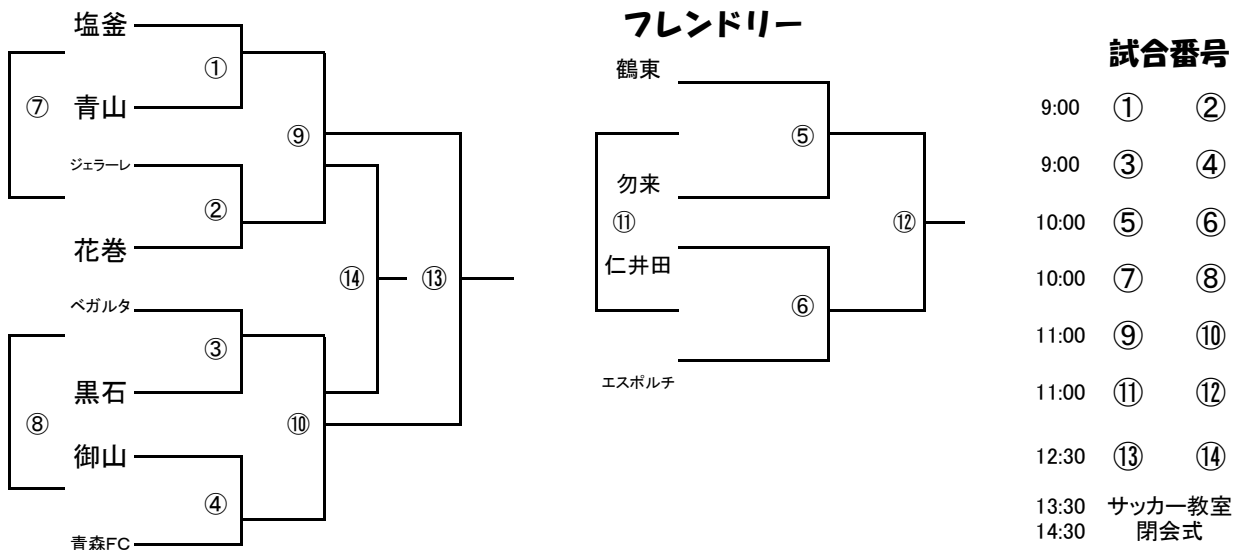 塩釜
①
⑦
青山
⑨
ジェラーレ
②
花巻
⑭
⑬
ベガルタ
③
黒石
⑧
⑩
御山
④
青森FC
フレンドリー
鶴東
⑤
勿来
⑪
⑫
仁井田
⑥
エスポルチ
試合番号
9:00 ① ②
9:00 ③ ④
10:00 ⑤ ⑥
10:00 ⑦ ⑧
11:00 ⑨ ⑩
11:00 ⑪ ⑫
12:30 ⑬ ⑭
13:30 サッカー教室
14:30 閉会式